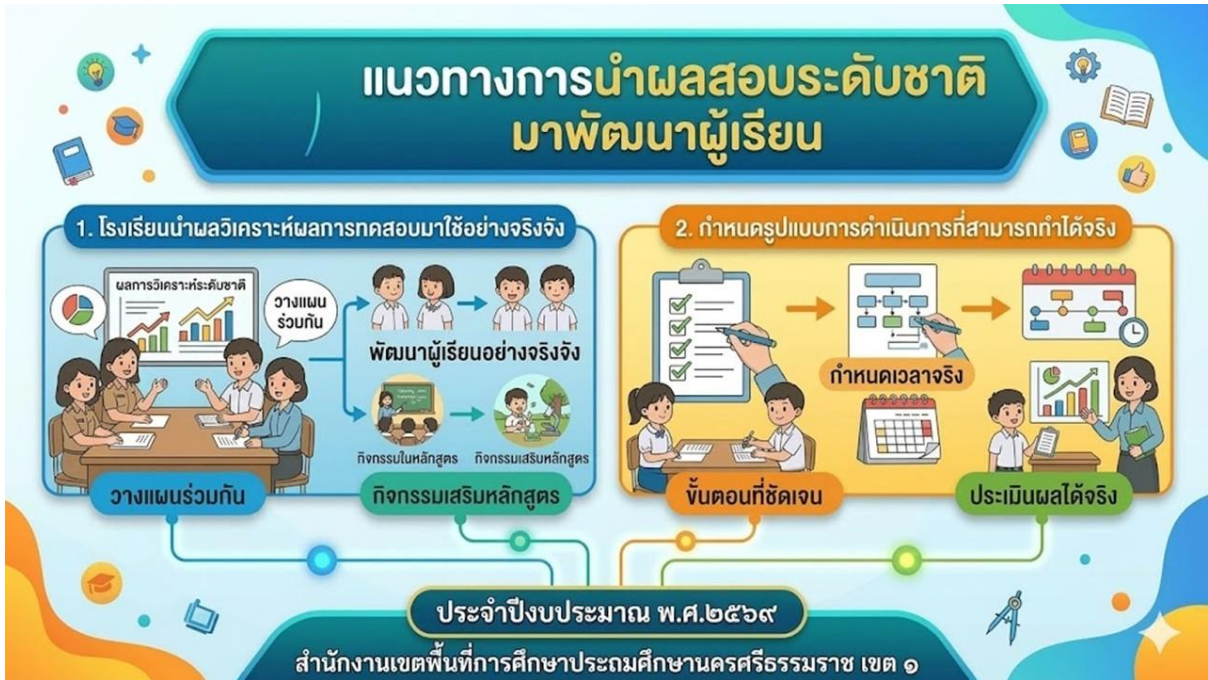 แนวทางการนำผลสอบระดับชาติ
มาพัฒนาผู้เรียน
1. โรงเรียนนำผลวิเคราะห์ผลการทดสอบมาใช้อย่างจริงจัง
ผลการวิเคราะห์ระดับชาติ
วางแผน
ร่วมกัน
พัฒนาผู้เรียนอย่างจริงจัง
กิจกรรมในหลักสูตร
กิจกรรมเสริมหลักสูตร
วางแผนร่วมกัน
กิจกรรมเสริมหลักสูตร
2. กำหนดรูปแบบการดำเนินการที่สามารถทำได้จริง
กำหนดเวลาจริง
ขั้นตอนที่ชัดเจน
ประเมินผลได้จริง
ประจำปีงบประมาณ พ.ศ.๒๕๖๙
สำนักงานเขตพื้นที่การศึกษาประถมศึกษานครศรีธรรมราช เขต ๑